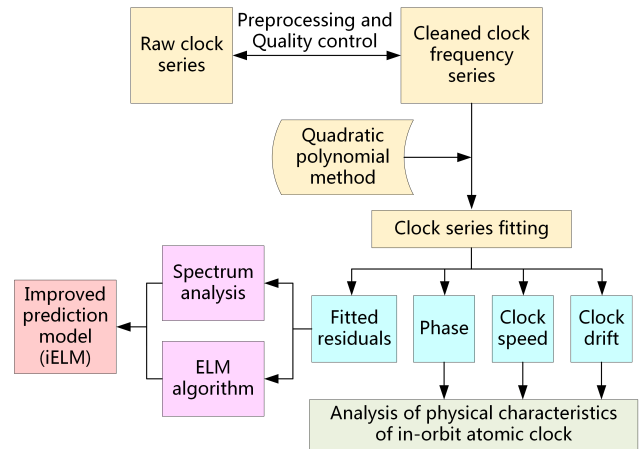 Preprocessing and
Quality control
Raw clock
series
Cleaned clock
frequency
series
Quadratic
polynomial
method
Clock series fitting
Spectrum
analysis
Improved
prediction
model
(iELM)
ELM
algorithm
Fitted
residuals
Phase
Clock
speed
Clock
drift
Analysis of physical characteristics
of in-orbit atomic clock